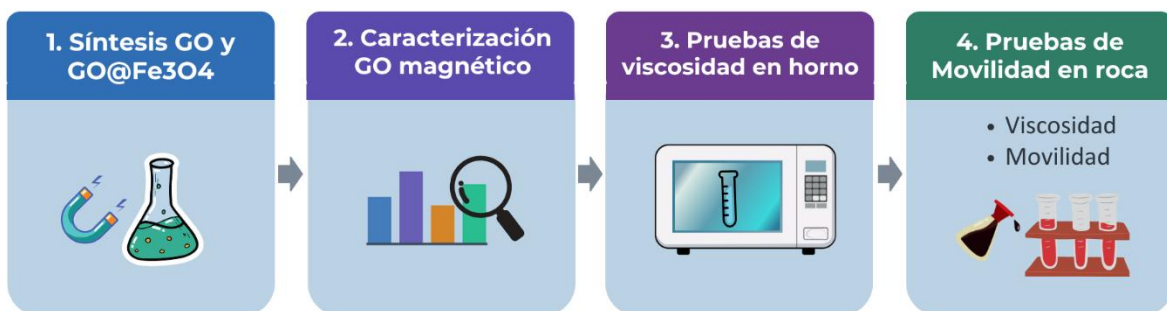 1. Síntesis GO y
GO@Fe3O4
2. Caracterización
GO magnético
3. Pruebas de
viscosidad en horno
4. Pruebas de
Movilidad en roca
• Viscosidad
• Movilidad